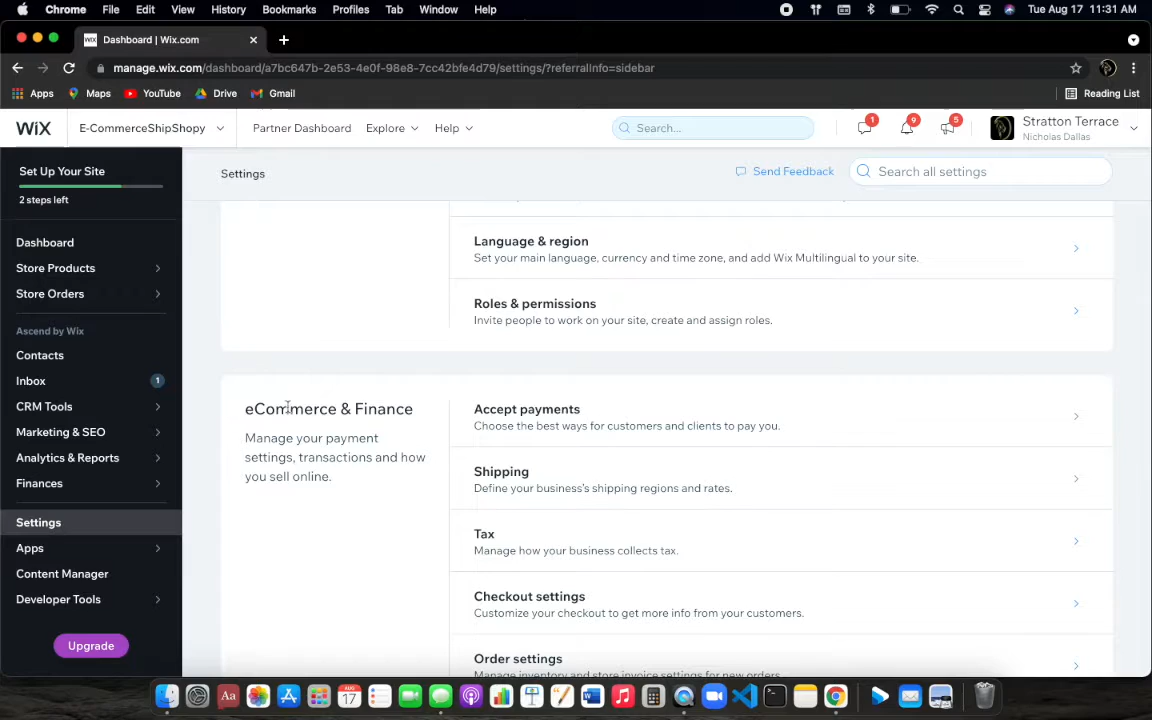 Chrome File Edit View History Bookmarks Profiles Tab Window Help Tue Aug 17 11:31 AM
WiX Dashboard | Wix.com
manage.wix.com/dashboard/a7bc647b-2e53-4e0f-98e8-7cc42bfe4d79/settings/?referralInfo=sidebar
Apps Maps YouTube Drive Gmail Reading List
WiX E-CommerceShipShopy Partner Dashboard Explore Help Search... 1 9 5 Stratton Terrace
Nicholas Dallas
Set Up Your Site
2 steps left
Dashboard
Store Products
Store Orders
Ascend by Wix
Contacts
Inbox 1
CRM Tools
Marketing & SEO
Analytics & Reports
Finances
Settings
Apps
Content Manager
Developer Tools
Upgrade
Settings Send Feedback Search all settings
Language & region
Set your main language, currency and time zone, and add Wix Multilingual to your site.
Roles & permissions
Invite people to work on your site, create and assign roles.
eCommerce & Finance
Manage your payment
settings, transactions and how
you sell online.
Accept payments
Choose the best ways for customers and clients to pay you.
Shipping
Define your business's shipping regions and rates.
Tax
Manage how your business collects tax.
Checkout settings
Customize your checkout to get more info from your customers.
Order settings
Manage inventory and store invoice settings for new orders.
Aa AUG 17